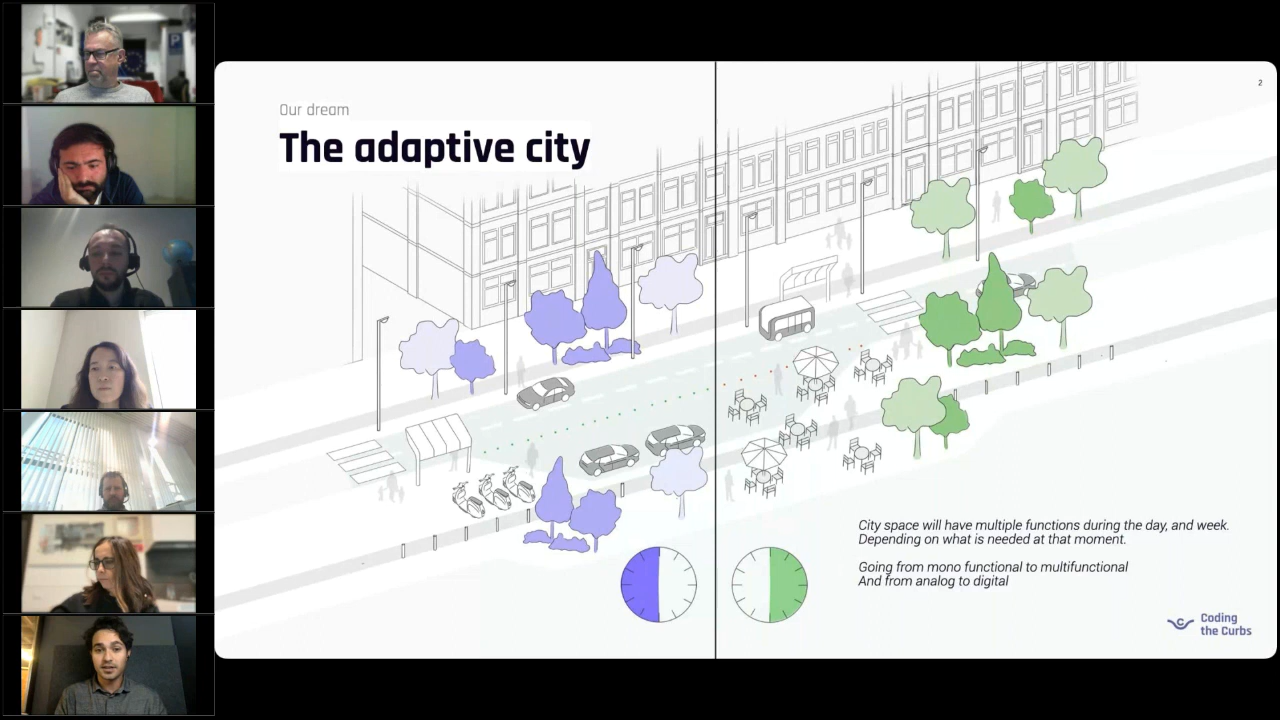 P
Our dream
2
The adaptive city
City space will have multiple functions during the day, and week.
Depending on what is needed at that moment.
Going from mono functional to multifunctional
And from analog to digital
Coding
the Curbs